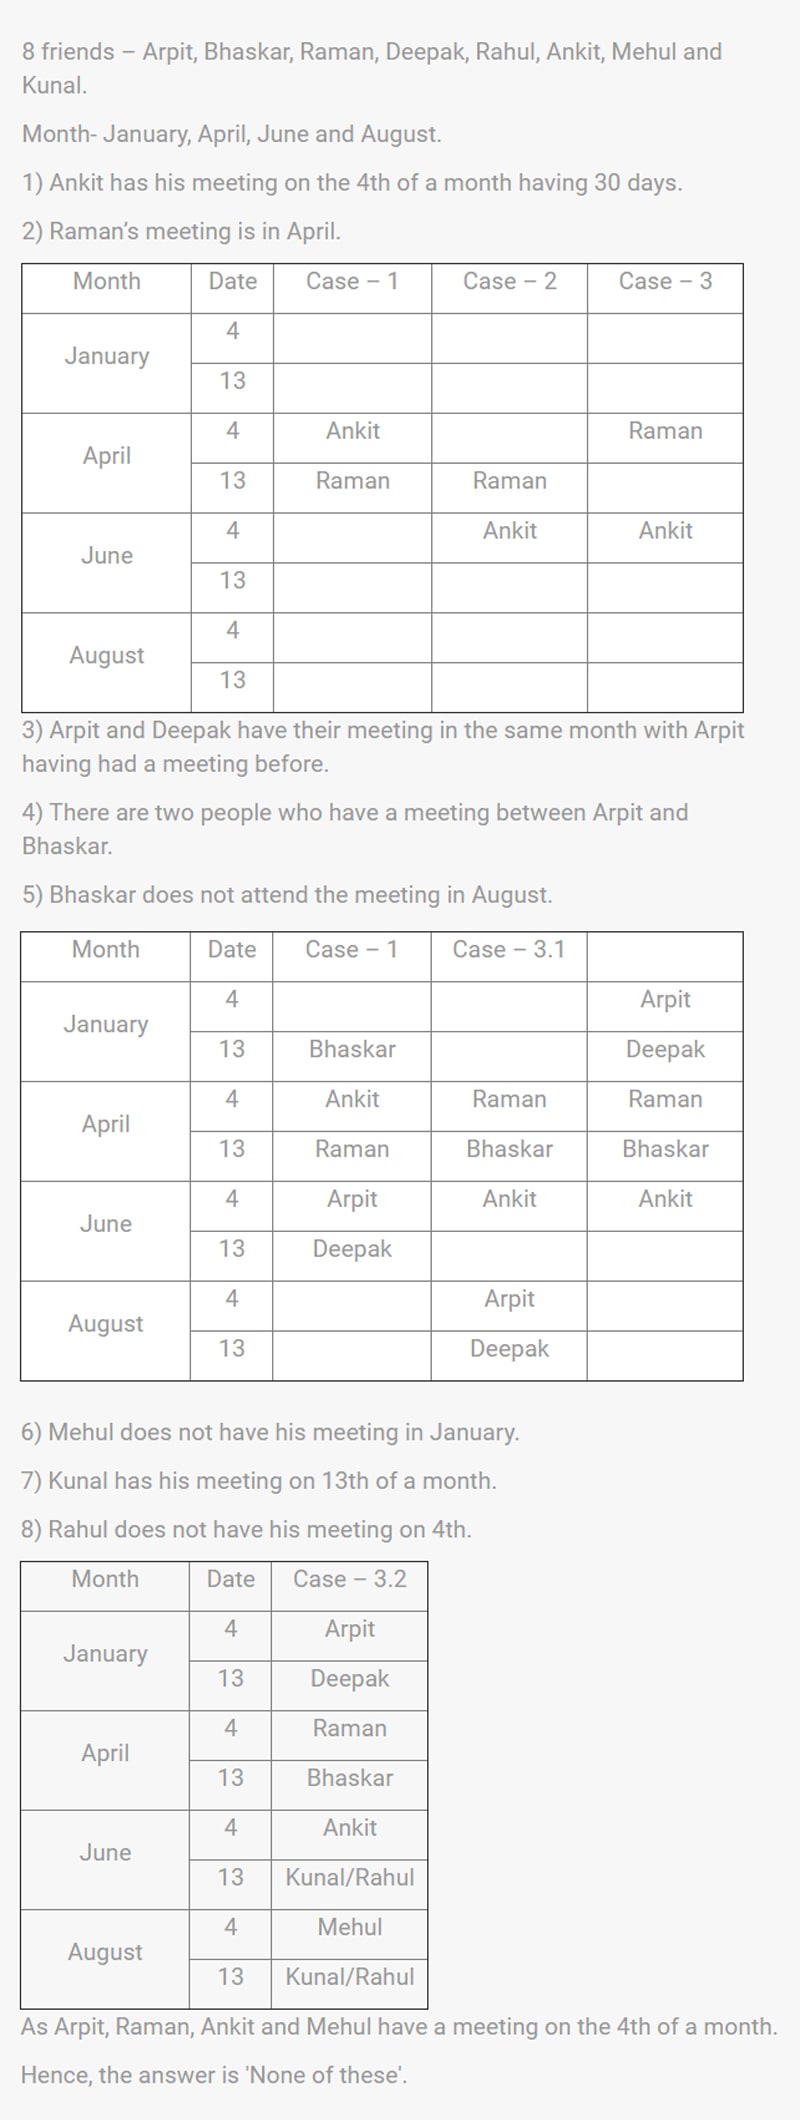 8 friends – Arpit, Bhaskar, Raman, Deepak, Rahul, Ankit, Mehul and
Kunal.
Month- January, April, June and August.
1) Ankit has his meeting on the 4th of a month having 30 days.
2) Raman’s meeting is in April.
Month Date Case – 1 Case – 2 Case – 3
January 4
13
April 4 Ankit Raman
13 Raman Raman
June 4 Ankit Ankit
13
August 4
13
3) Arpit and Deepak have their meeting in the same month with Arpit
having had a meeting before.
4) There are two people who have a meeting between Arpit and
Bhaskar.
5) Bhaskar does not attend the meeting in August.
Month Date Case – 1 Case – 3.1
January 4 Arpit
13 Bhaskar Deepak
April 4 Ankit Raman Raman
13 Raman Bhaskar Bhaskar
June 4 Arpit Ankit Ankit
13 Deepak
August 4 Arpit
13 Deepak
6) Mehul does not have his meeting in January.
7) Kunal has his meeting on 13th of a month.
8) Rahul does not have his meeting on 4th.
Month Date Case – 3.2
January 4 Arpit
13 Deepak
April 4 Raman
13 Bhaskar
June 4 Ankit
13 Kunal/Rahul
August 4 Mehul
13 Kunal/Rahul
As Arpit, Raman, Ankit and Mehul have a meeting on the 4th of a month.
Hence, the answer is 'None of these'.